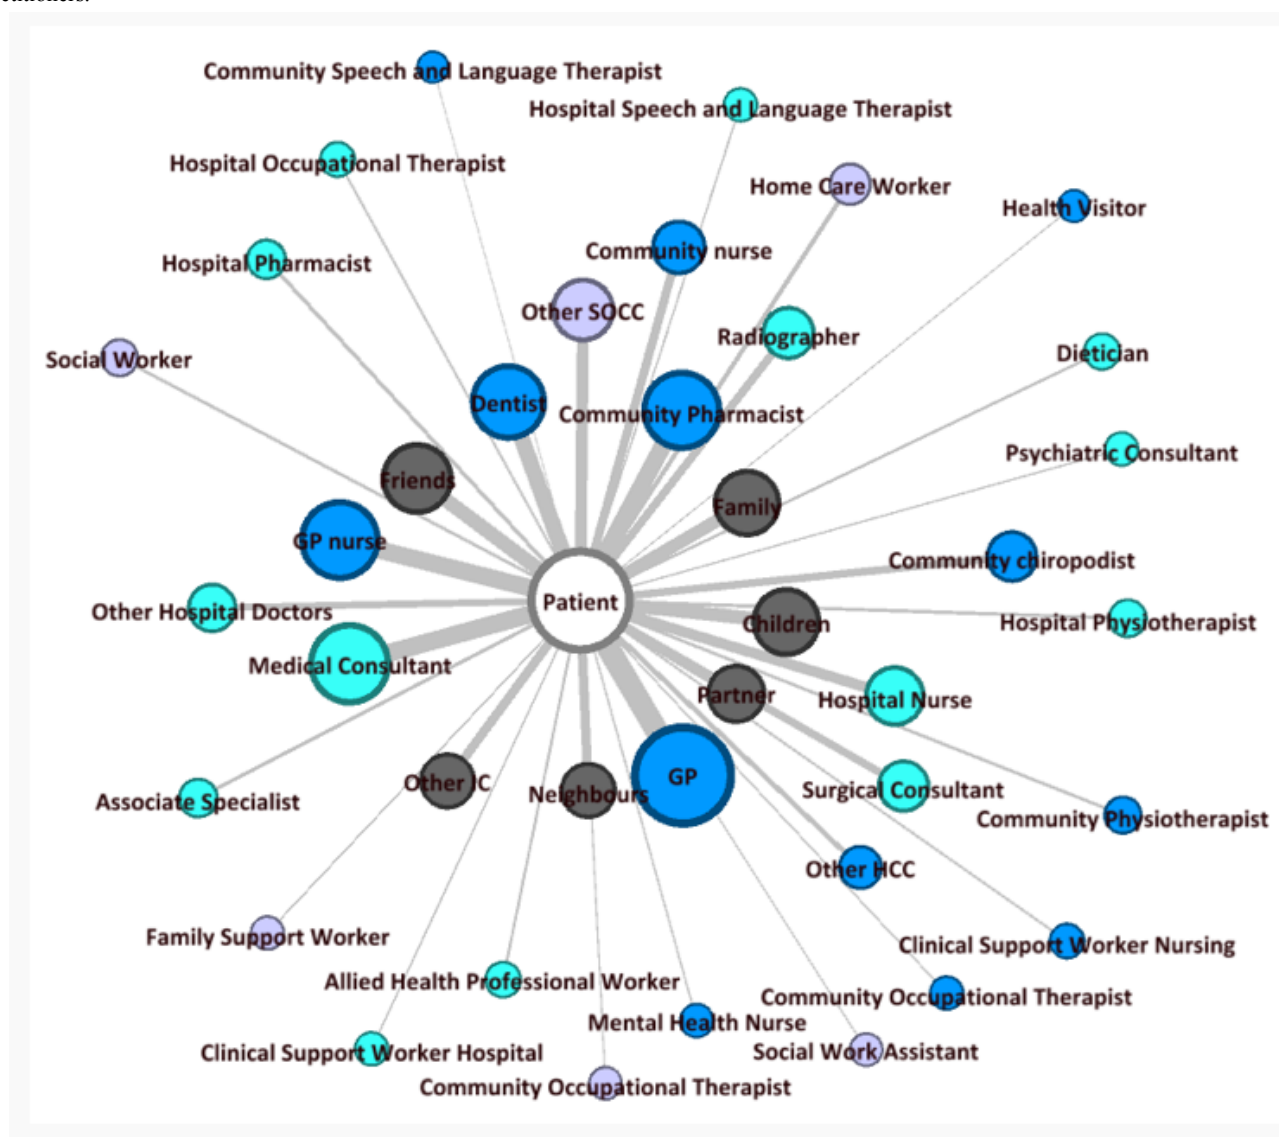 Community Speech and Language Therapist
Hospital Speech and Language Therapist
Hospital Occupational Therapist
Home Care Worker
Health Visitor
Community nurse
Hospital Pharmacist
Other SOCC
Radiographer
Social Worker
Dietician
Dentist
Community Pharmacist
Psychiatric Consultant
Friends
Family
GP nurse
Community chiropodist
Patient
Other Hospital Doctors
Children
Hospital Physiotherapist
Medical Consultant
Partner
Hospital Nurse
GP
Other IC
Neighbours
Surgical Consultant
Associate Specialist
Community Physiotherapist
Other HCC
Family Support Worker
Clinical Support Worker Nursing
Allied Health Professional Worker
Community Occupational Therapist
Mental Health Nurse
Clinical Support Worker Hospital
Social Work Assistant
Community Occupational Therapist